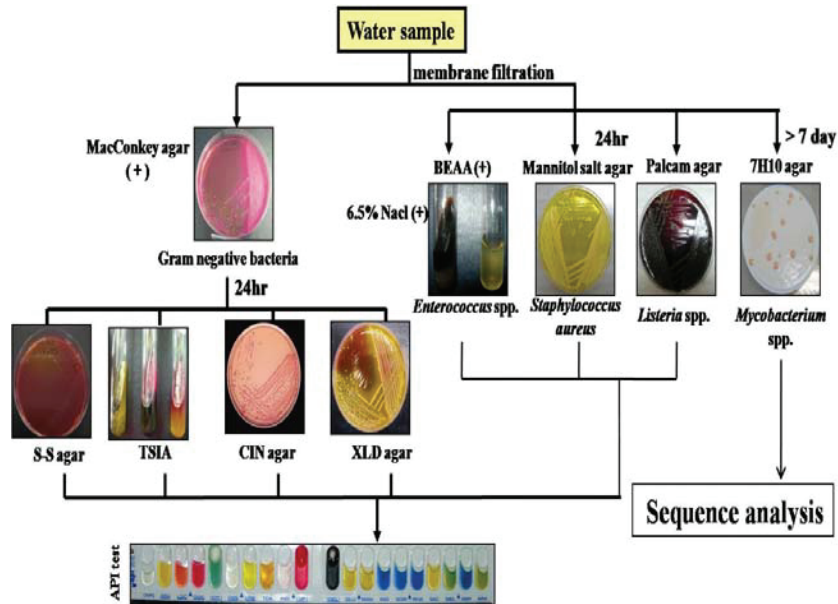 Water sample
membrane filtration
MacConkey agar
(+)
Gram negative bacteria
24hr
24hr
> 7 day
BEAA (+)
Mannitol salt agar
Palcam agar
7H10 agar
6.5% Nacl (+)
Enterococcus spp.
Staphylococcus
aureus
Listeria spp.
Mycobacterium
spp.
S-S agar
TSIA
CIN agar
XLD agar
Sequence analysis
API test